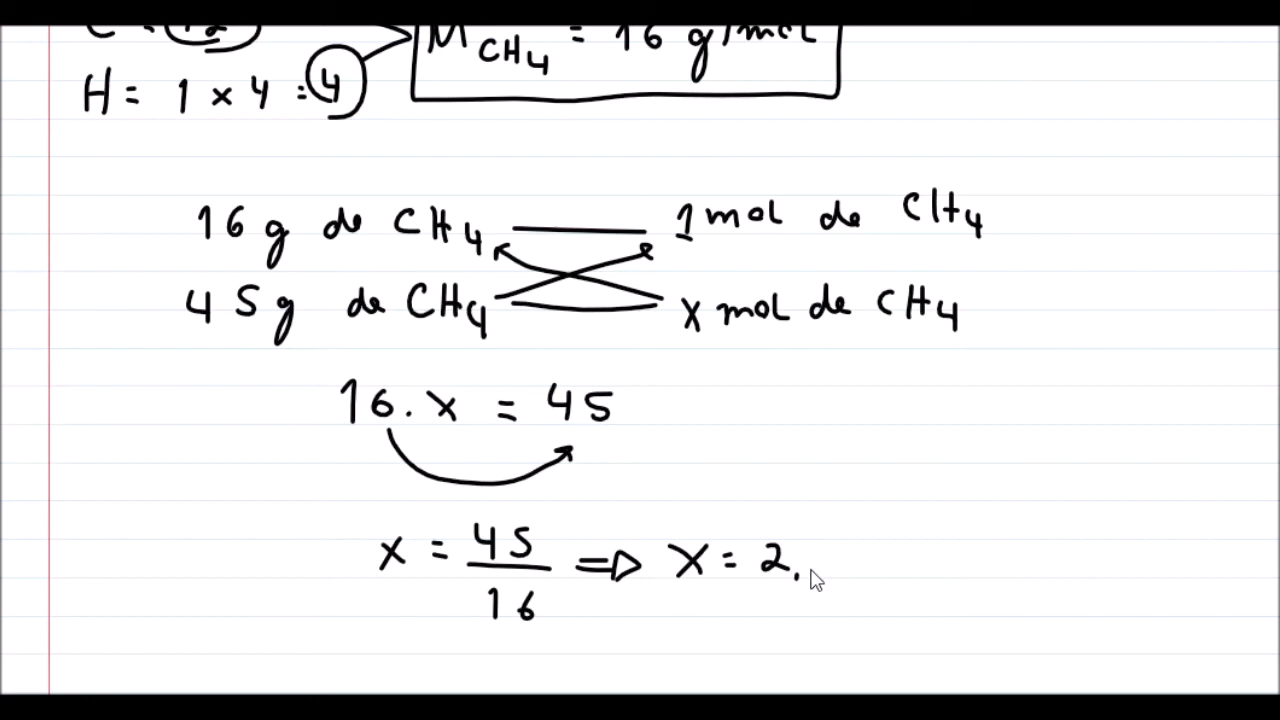 C = 12
M CH4 = 16 g/mol
H = 1 × 4 = 4
16 g de CH4 1 mol de CH4
45 g de CH4 x mol de CH4
16 . x = 45
x = 45/16 ⇒ x = 2,